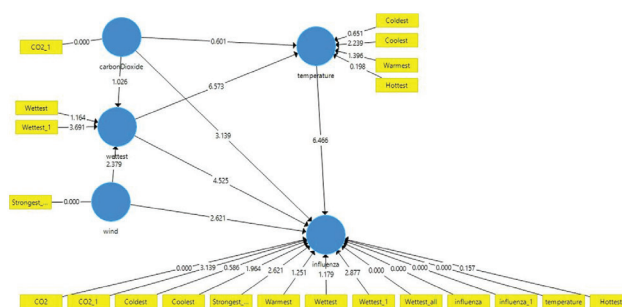 Coldest
0.651
CO2_1
0.000
0.601
2.239
Coolest
carbonDioxide
temperature
1.396
Warmest
0.198
1.026
Hottest
6.573
Wettest
1.164
3.139
Wettest_1
3.691
6.466
wettest
2.379
4.525
Strongest_...
0.000
2.621
wind
influenza
0.000 3.139 0.586 1.964 2.621 1.251 1.179 2.877 0.000 0.000 0.000 0.000 0.157
CO2 CO2_1 Coldest Coolest Strongest_... Warmest Wettest Wettest_1 Wettest_all influenza influenza_1 temperature Hottest